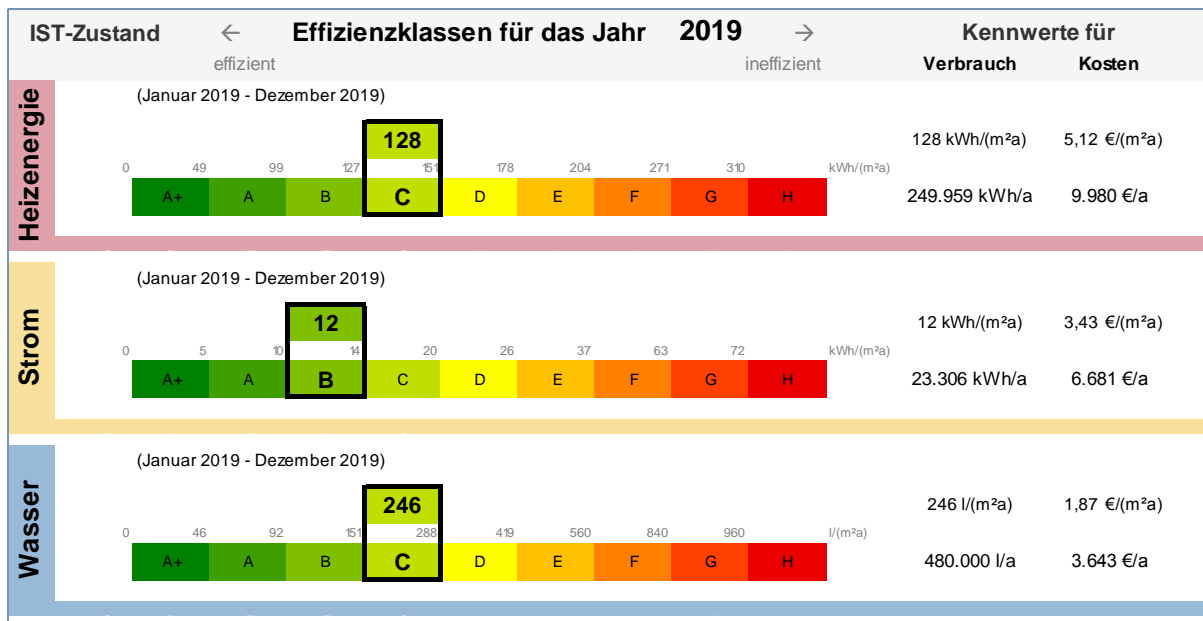 IST-Zustand ← Effizienzklassen für das Jahr 2019 → Kennwerte für
effizient ineffizient Verbrauch Kosten
Heizenergie
(Januar 2019 - Dezember 2019)
128 128 kWh/(m²a) 5,12 €/(m²a)
0 49 99 127 151 178 204 271 310 kWh/(m²a)
A+ A B C D E F G H 249.959 kWh/a 9.980 €/a
Strom
(Januar 2019 - Dezember 2019)
12 12 kWh/(m²a) 3,43 €/(m²a)
0 5 10 14 20 26 37 63 72 kWh/(m²a)
A+ A B C D E F G H 23.306 kWh/a 6.681 €/a
Wasser
(Januar 2019 - Dezember 2019)
246 246 l/(m²a) 1,87 €/(m²a)
0 46 92 151 288 419 560 840 960 l/(m²a)
A+ A B C D E F G H 480.000 l/a 3.643 €/a